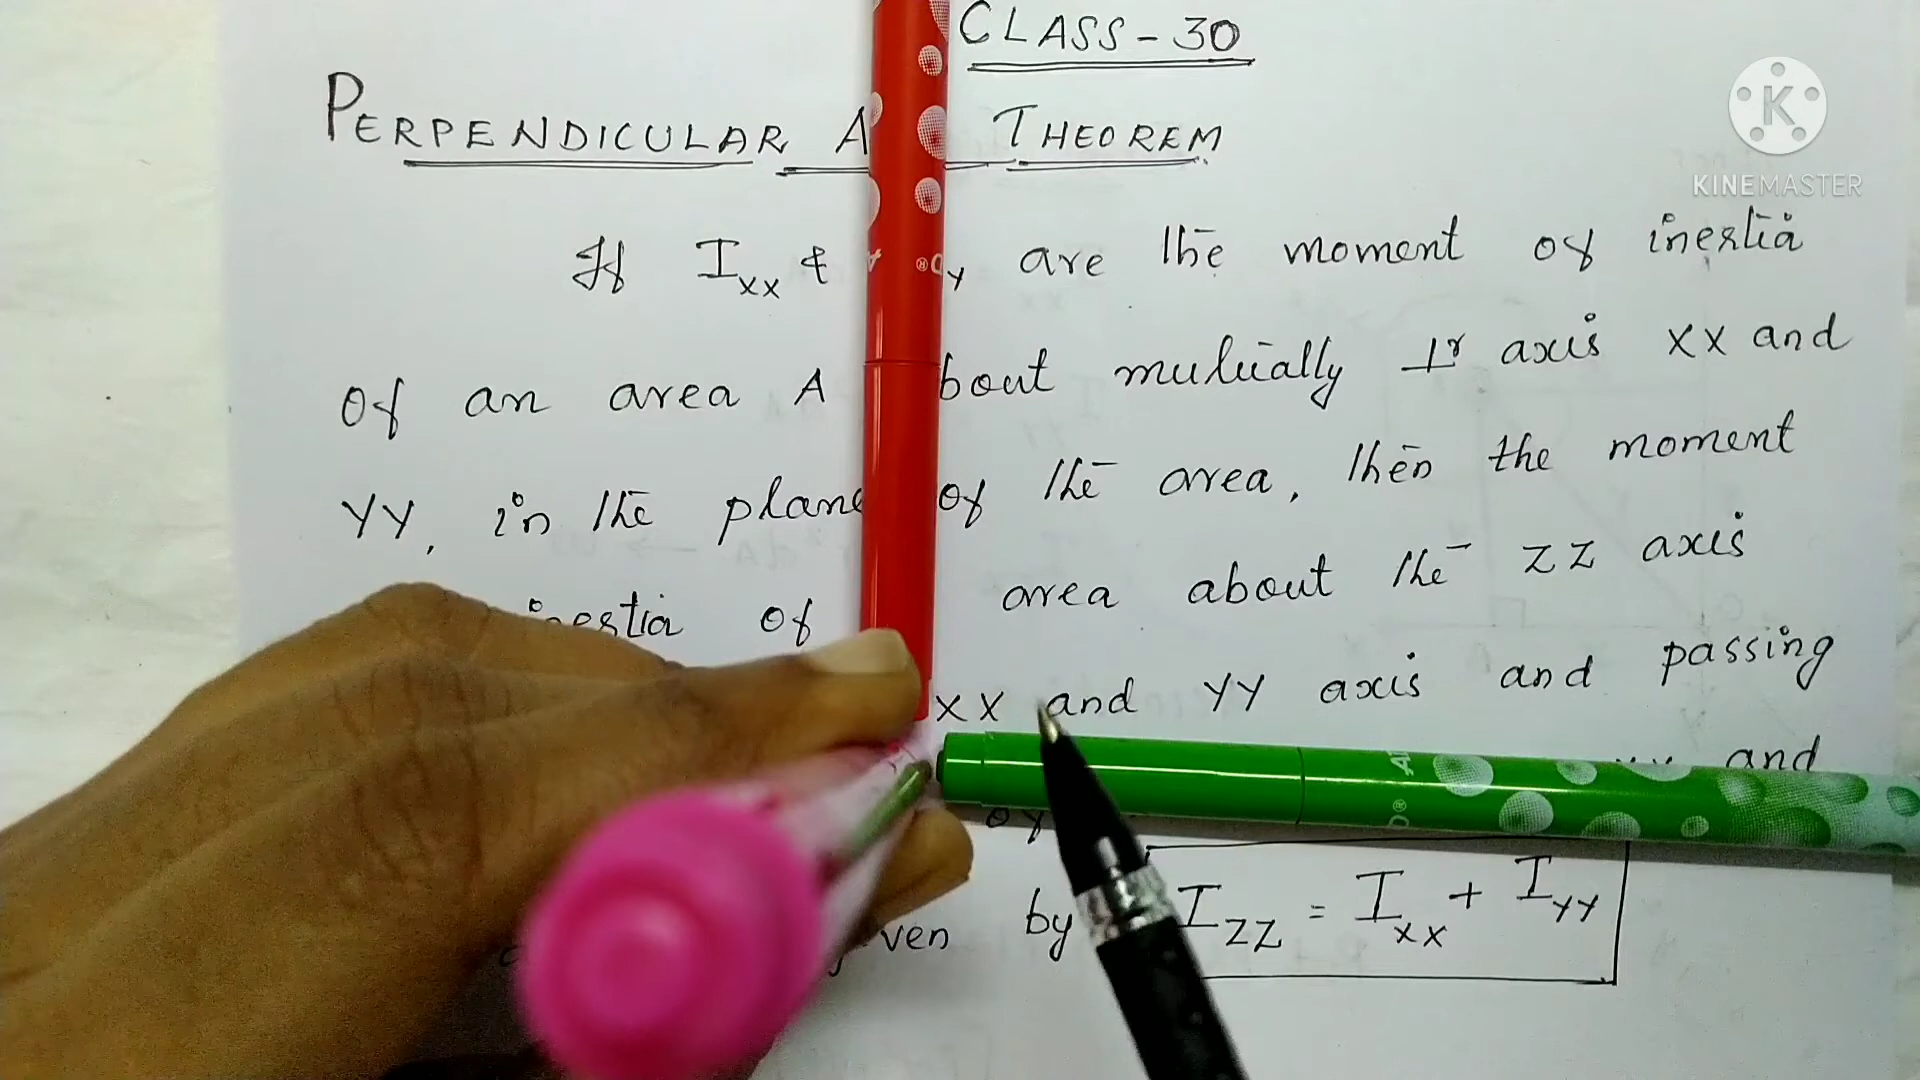 CLASS-30
PERPENDICULAR A THEOREM
KINEMASTER
If Ixx & are the moment of inertia
of an area A bout mutually ⊥r axis XX and
YY, in the plane of the area, then the moment
of area about the ZZ axis
XX and YY axis and passing
and
by IZZ = Ixx + IYY